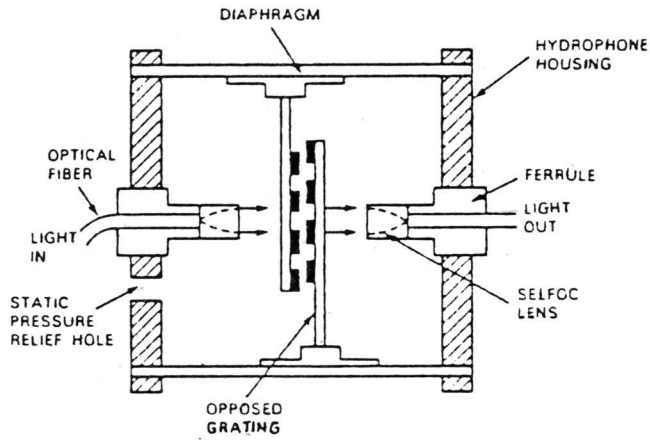 DIAPHRAGM
HYDROPHONE
HOUSING
OPTICAL
FIBER
FERRULE
LIGHT
IN
LIGHT
OUT
STATIC
PRESSURE
RELIEF HOLE
SELFOC
LENS
OPPOSED
GRATING